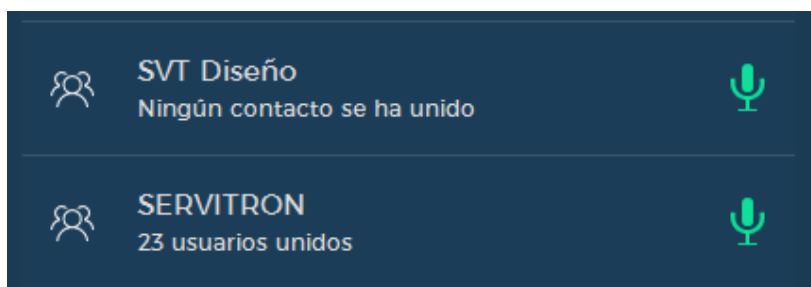 SVT Diseño
Ningún contacto se ha unido
SERVITRON
23 usuarios unidos